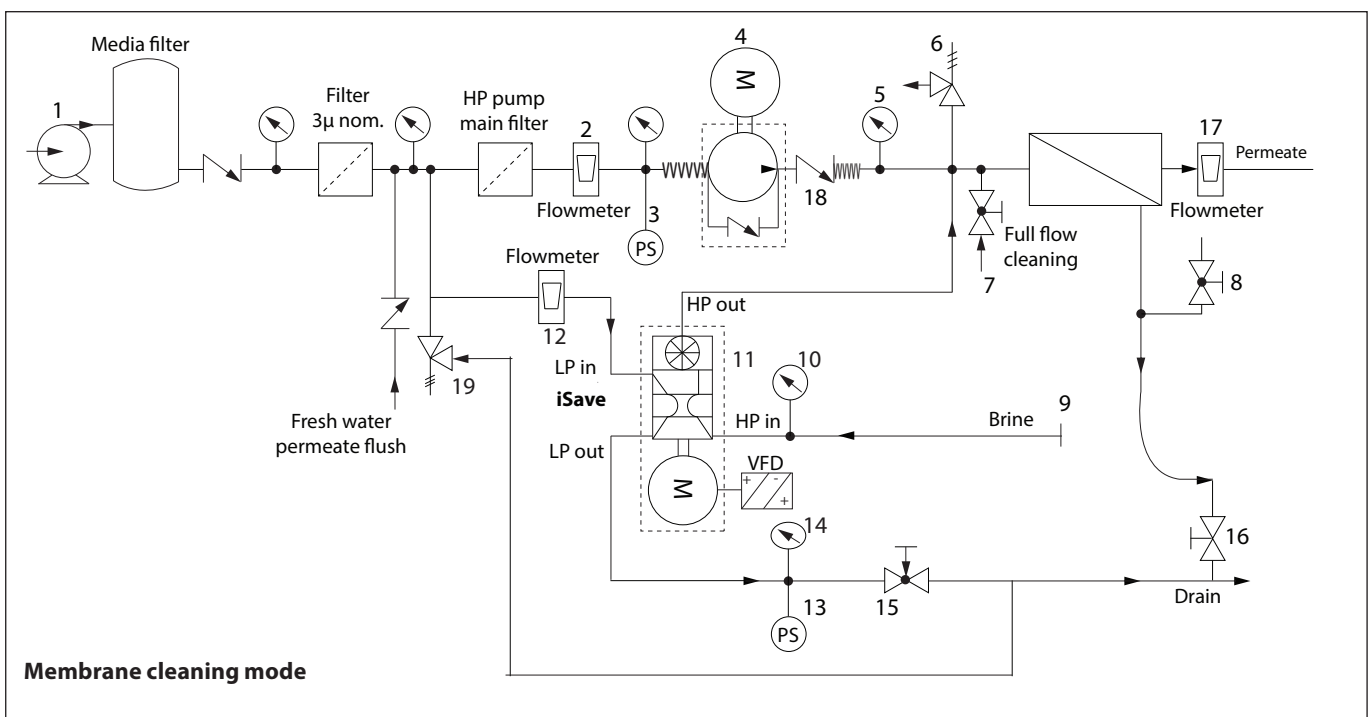 Media filter
1
Filter
3µ nom.
HP pump
main filter
2
Flowmeter
3
PS
4
M
18
5
6
Full flow
cleaning
7
17
Permeate
Flowmeter
8
Flowmeter
12
HP out
LP in
iSave
11
10
HP in
Brine
9
LP out
VFD
+ -
+
M
19
Fresh water
permeate flush
14
13
PS
15
16
Drain
Membrane cleaning mode